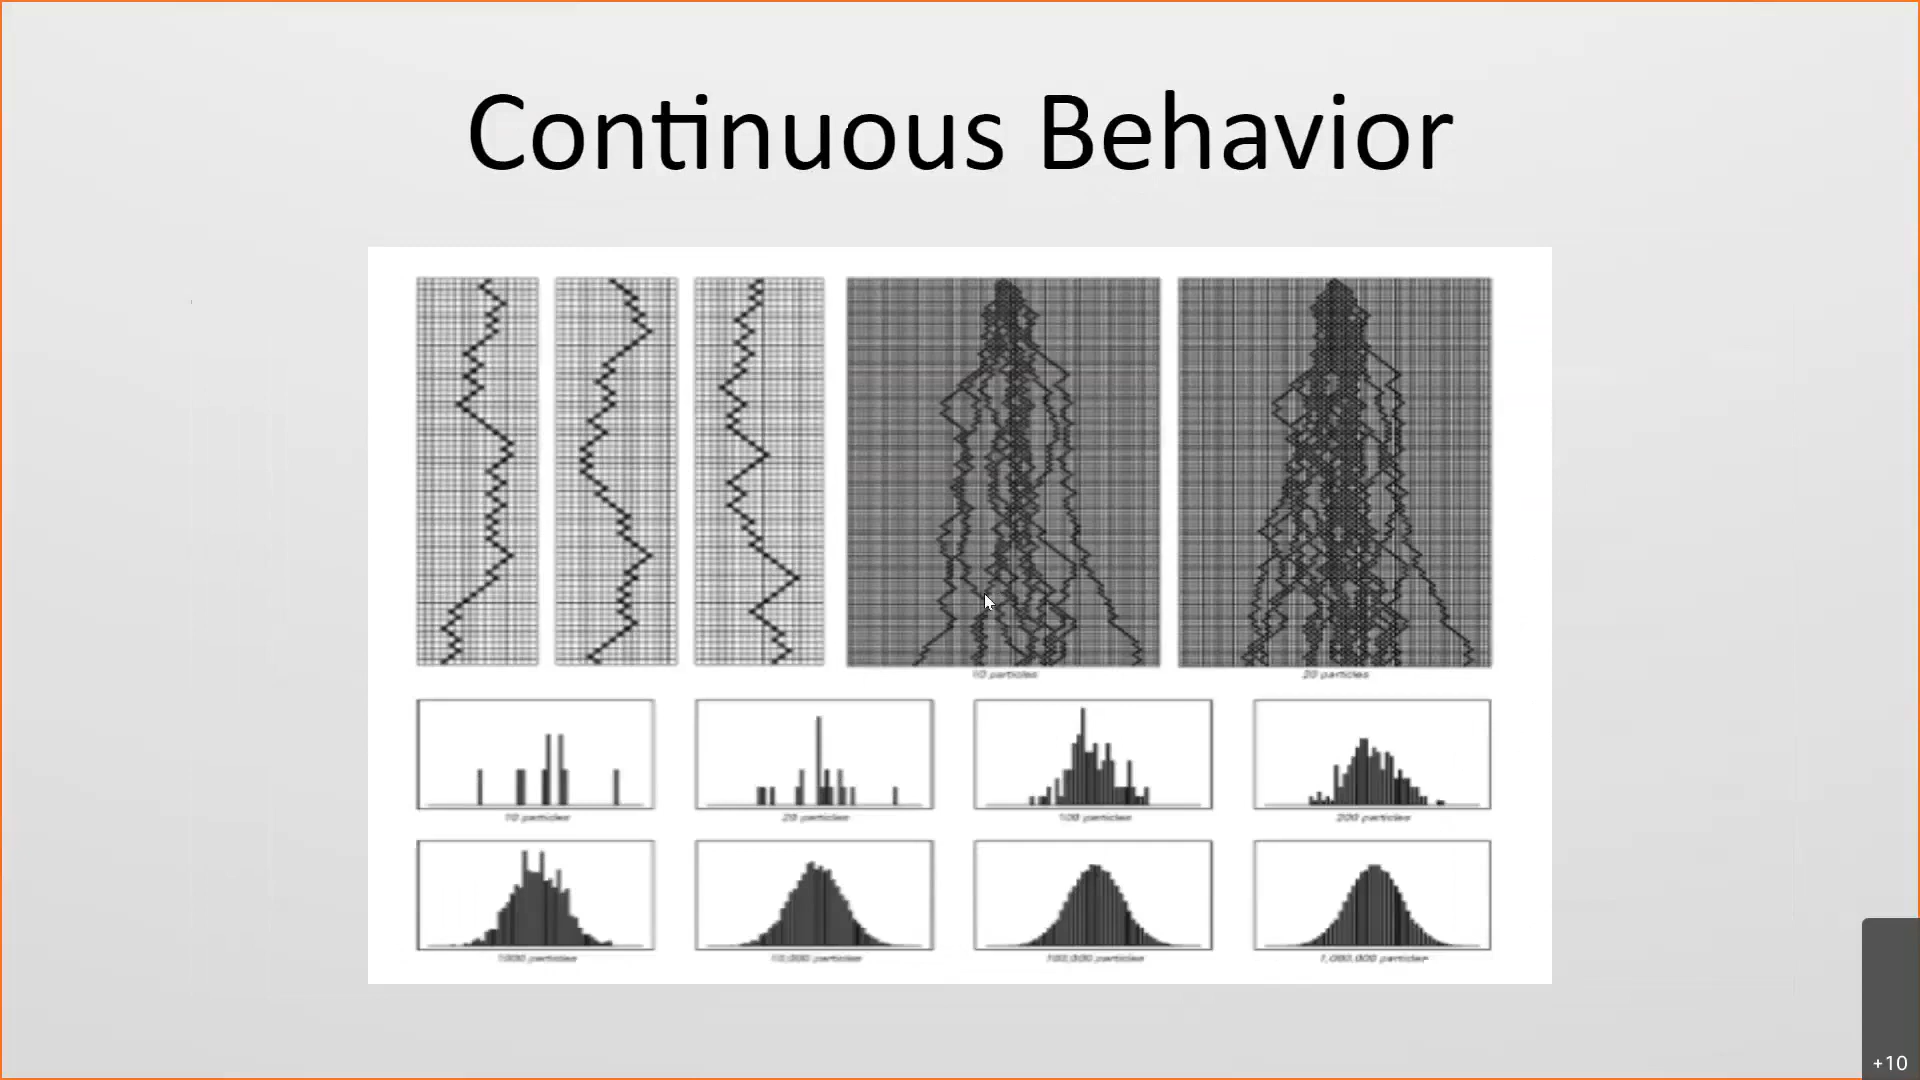 Continuous Behavior
10 particles
20 particles
10 particles
20 particles
100 particles
200 particles
1000 particles
10,000 particles
100,000 particles
1,000,000 particles
+10